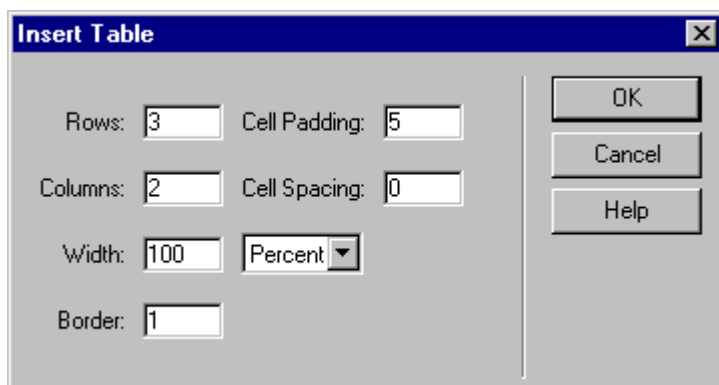 Insert Table
Rows: 3 Cell Padding: 5 OK
Columns: 2 Cell Spacing: 0 Cancel
Width: 100 Percent Help
Border: 1